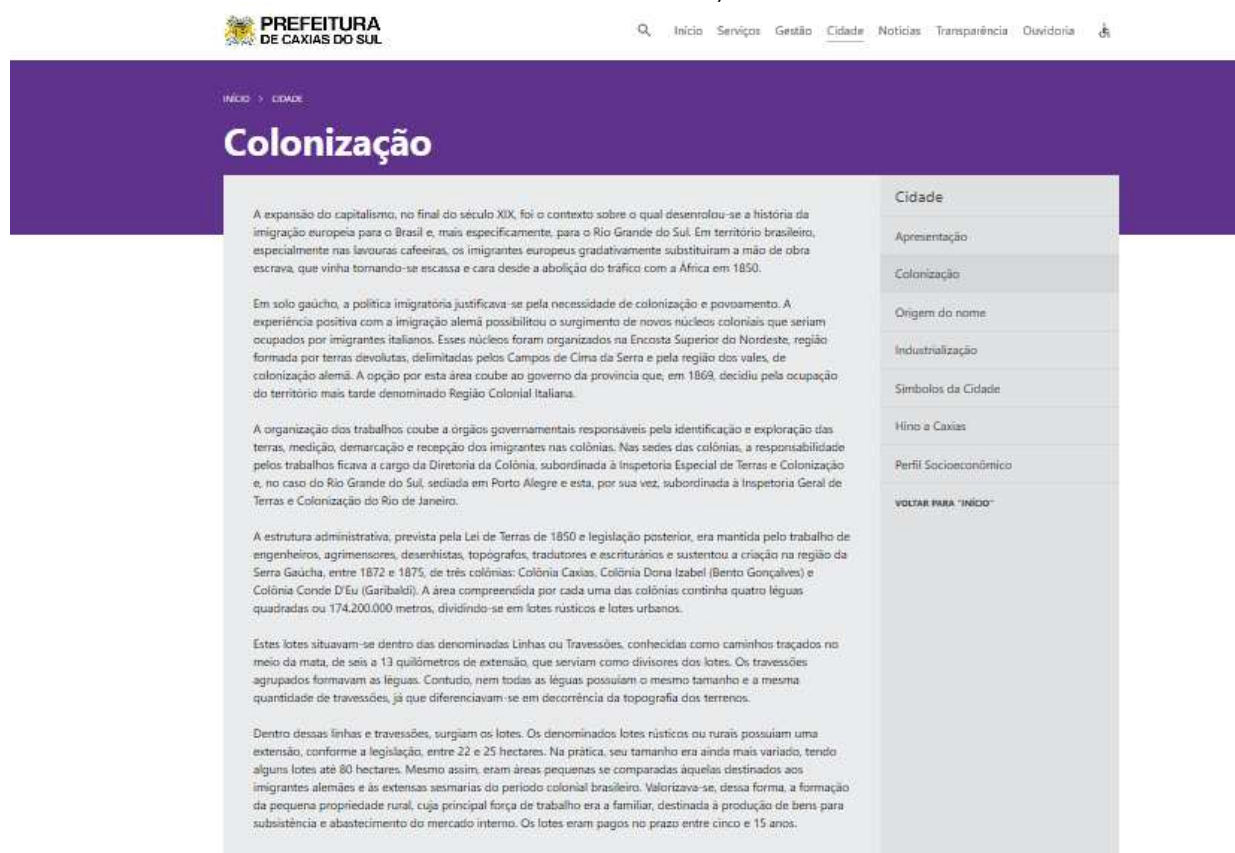 PREFEITURA
DE CAXIAS DO SUL
Início Serviços Gestão Cidade Notícias Transparência Ouvidoria
INÍCIO > CIDADE
Colonização
A expansão do capitalismo, no final do século XIX, foi o contexto sobre o qual desenrolou-se a história da
imigração europeia para o Brasil e, mais especificamente, para o Rio Grande do Sul. Em território brasileiro,
especialmente nas lavouras cafeeiras, os imigrantes europeus gradativamente substituíram a mão de obra
escrava, que vinha tornando-se escassa e cara desde a abolição do tráfico com a África em 1850.
Em solo gaúcho, a política imigratória justificava-se pela necessidade de colonização e povoamento. A
experiência positiva com a imigração alemã possibilitou o surgimento de novos núcleos coloniais que seriam
ocupados por imigrantes italianos. Esses núcleos foram organizados na Encosta Superior do Nordeste, região
formada por terras devolutas, delimitadas pelos Campos de Cima da Serra e pela região dos vales, de
colonização alemã. A opção por esta área coube ao governo da província que, em 1869, decidiu pela ocupação
do território mais tarde denominado Região Colonial Italiana.
A organização dos trabalhos coube a órgãos governamentais responsáveis pela identificação e exploração das
terras, medição, demarcação e recepção dos imigrantes nas colônias. Nas sedes das colônias, a responsabilidade
pelos trabalhos ficava a cargo da Diretoria da Colônia, subordinada à Inspetoria Especial de Terras e Colonização
e, no caso do Rio Grande do Sul, sediada em Porto Alegre e esta, por sua vez, subordinada à Inspetoria Geral de
Terras e Colonização do Rio de Janeiro.
A estrutura administrativa, prevista pela Lei de Terras de 1850 e legislação posterior, era mantida pelo trabalho de
engenheiros, agrimensores, desenhistas, topógrafos, tradutores e escriturários e sustentou a criação na região da
Serra Gaúcha, entre 1872 e 1875, de três colônias: Colônia Caxias, Colônia Dona Izabel (Bento Gonçalves) e
Colônia Conde D'Eu (Garibaldi). A área compreendida por cada uma das colônias continha quatro léguas
quadradas ou 174.200.000 metros, dividindo-se em lotes rústicos e lotes urbanos.
Estes lotes situavam-se dentro das denominadas Linhas ou Travessões, conhecidas como caminhos traçados no
meio da mata, de seis a 13 quilômetros de extensão, que serviam como divisores dos lotes. Os travessões
agrupados formavam as léguas. Contudo, nem todas as léguas possuíam o mesmo tamanho e a mesma
quantidade de travessões, já que diferenciavam-se em decorrência da topografia dos terrenos.
Dentro dessas linhas e travessões, surgiam os lotes. Os denominados lotes rústicos ou rurais possuíam uma
extensão, conforme a legislação, entre 22 e 25 hectares. Na prática, seu tamanho era ainda mais variado, tendo
alguns lotes até 80 hectares. Mesmo assim, eram áreas pequenas se comparadas àquelas destinados aos
imigrantes alemães e às extensas sesmarias do período colonial brasileiro. Valorizava-se, dessa forma, a formação
da pequena propriedade rural, cuja principal força de trabalho era a familiar, destinada à produção de bens para
subsistência e abastecimento do mercado interno. Os lotes eram pagos no prazo entre cinco e 15 anos.
Cidade
Apresentação
Colonização
Origem do nome
Industrialização
Símbolos da Cidade
Hino a Caxias
Perfil Socioeconômico
VOLTAR PARA "INÍCIO"